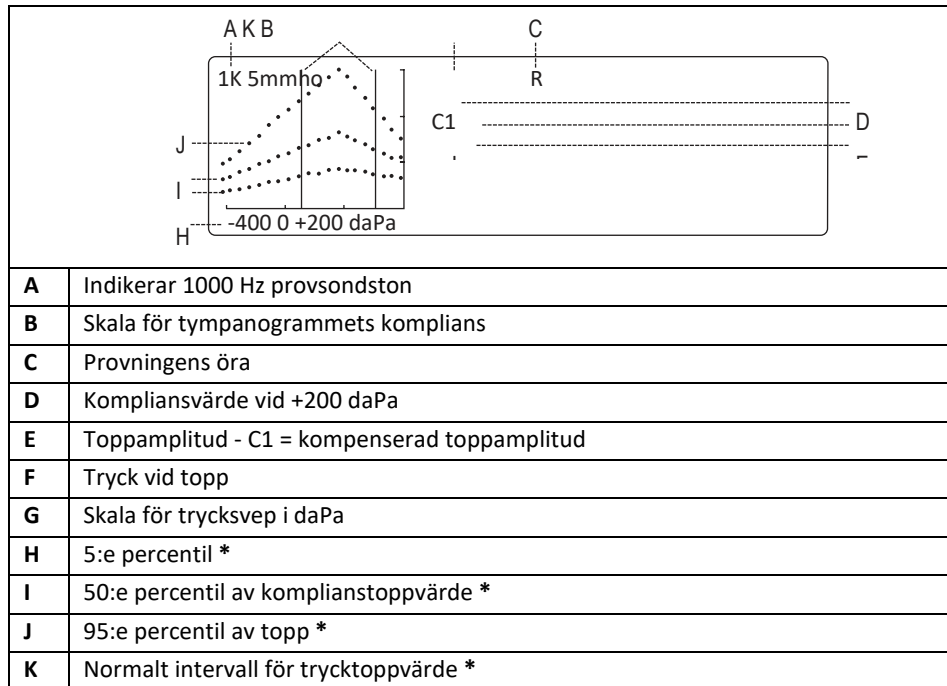 A K B C
1K 5mmho R
C1 D
J
I
H -400 0 +200 daPa
A Indikerar 1000 Hz provsondston
B Skala för tympanogrammets komplians
C Provningens öra
D Kompliansvärde vid +200 daPa
E Toppamplitud - C1 = kompenserad toppamplitud
F Tryck vid topp
G Skala för trycksvep i daPa
H 5:e percentil *
I 50:e percentil av komplianstoppvärde *
J 95:e percentil av topp *
K Normalt intervall för trycktoppvärde *